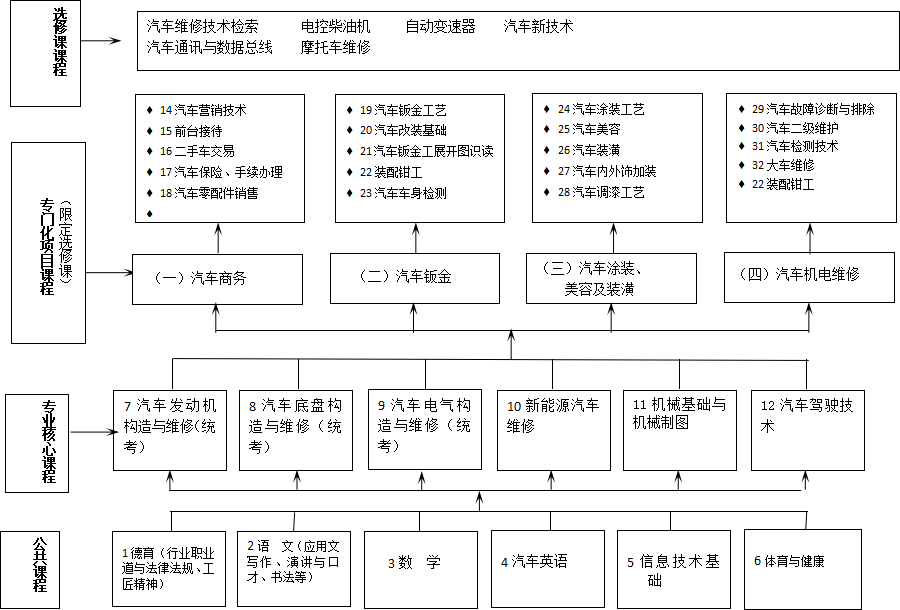 选修课课程
汽车维修技术检索 电控柴油机 自动变速器 汽车新技术
汽车通讯与数据总线 摩托车维修
专门化项目课程
（限定选修课）
♦ 14 汽车营销技术
♦ 15 前台接待
♦ 16 二手车交易
♦ 17 汽车保险、手续办理
♦ 18 汽车零配件销售
♦
♦ 19 汽车钣金工艺
♦ 20 汽车改装基础
♦ 21 汽车钣金工展开图识读
♦ 22 装配钳工
♦ 23 汽车车身检测
♦ 24 汽车涂装工艺
♦ 25 汽车美容
♦ 26 汽车装潢
♦ 27 汽车内外饰加装
♦ 28 汽车调漆工艺
♦ 29 汽车故障诊断与排除
♦ 30 汽车二级维护
♦ 31 汽车检测技术
♦ 32 大车维修
♦ 22 装配钳工
（一）汽车商务
（二）汽车钣金
（三）汽车涂装、
美容及装潢
（四）汽车机电维修
专业核心课程
7 汽车发动机
构造与维修（统
考）
8 汽车底盘构
造与维修（统
考）
9 汽车电气构
造与维修（统
考）
10 新能源汽车
维修
11 机械基础与
机械制图
12 汽车驾驶技
术
公共课程
1 德育（行业职业
道与法律法规、工
匠精神）
2 语 文（应用文
写作、演讲与口
才、书法等）
3 数 学
4 汽车英语
5 信息技术基
础
6 体育与健康